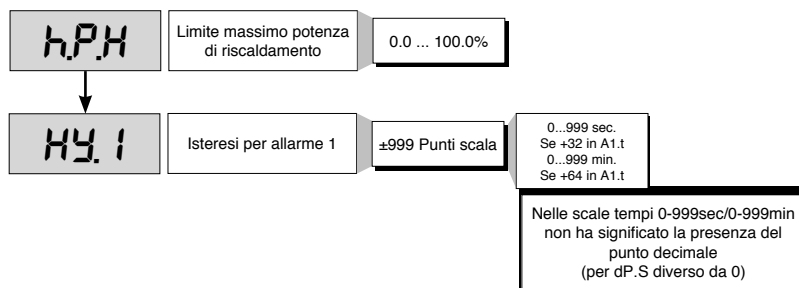 h.P.H
Limite massimo potenza
di riscaldamento
0.0 ... 100.0%
HY. 1
Isteresi per allarme 1
±999 Punti scala
0...999 sec.
Se +32 in A1.t
0...999 min.
Se +64 in A1.t
Nelle scale tempi 0-999sec/0-999min
non ha significato la presenza del
punto decimale
(per dP.S diverso da 0)